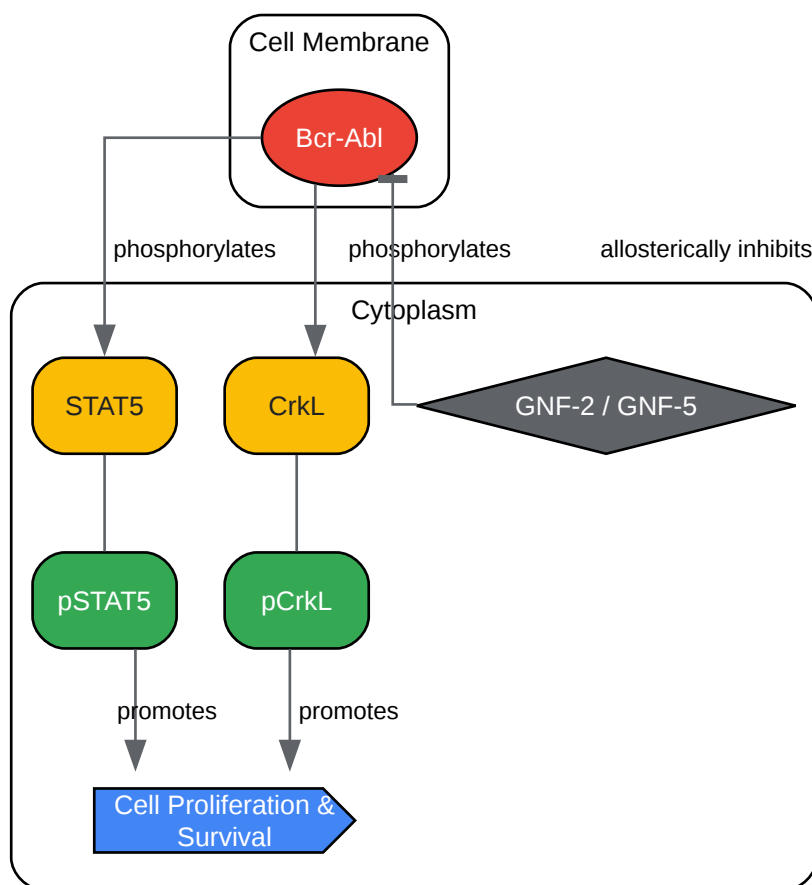 Cell Membrane
Bcr-Abl
phosphorylates
phosphorylates
allosterically inhibits
Cytoplasm
STAT5
CrkL
GNF-2 / GNF-5
pSTAT5
pCrkL
promotes
promotes
Cell Proliferation &
Survival